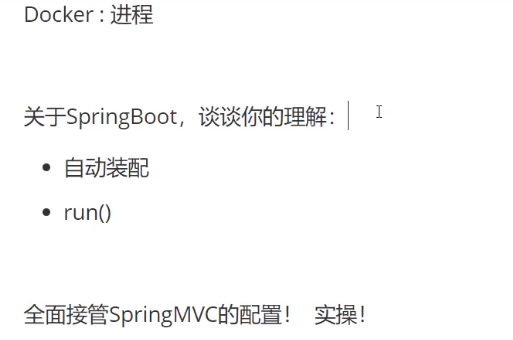 Docker : 进程
关于SpringBoot，谈谈你的理解：
• 自动装配
• run()
全面接管SpringMVC的配置！ 实操！